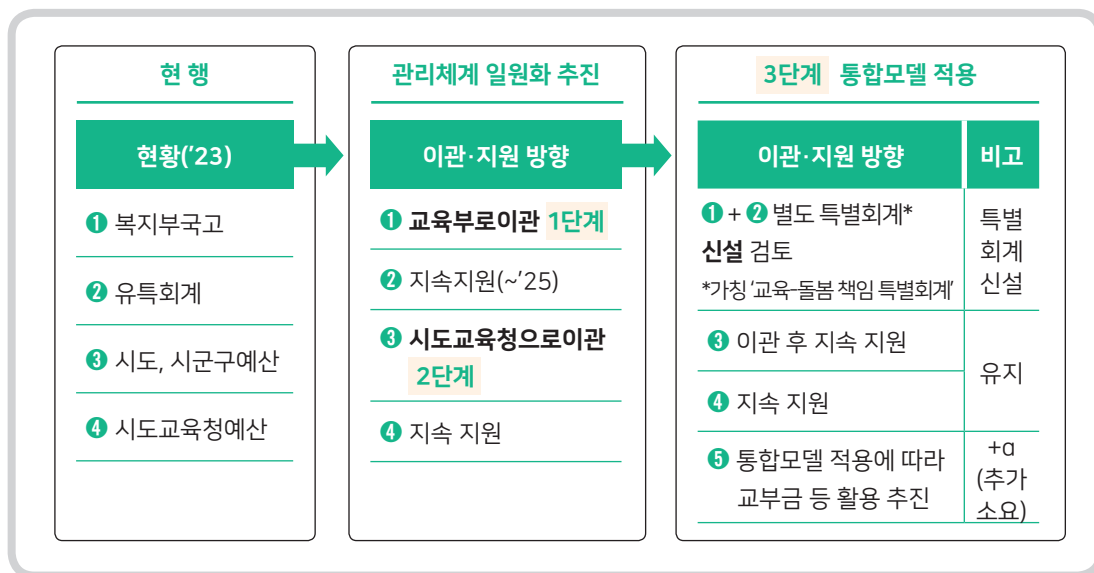 현 행
현황(’23)
❶ 복지부국고
❷ 유특회계
❸ 시도, 시군구예산
❹ 시도교육청예산
관리체계 일원화 추진
이관·지원 방향
❶ 교육부로이관 1단계
❷ 지속지원(~’25)
❸ 시도교육청으로이관
2단계
❹ 지속 지원
3단계 통합모델 적용
이관·지원 방향
비고
❶ + ❷ 별도 특별회계*
신설 검토
*가칭 ‘교육-돌봄 책임 특별회계’
특별
회계
신설
❸ 이관 후 지속 지원
❹ 지속 지원
유지
❺ 통합모델 적용에 따라
교부금 등 활용 추진
+α
(추가
소요)